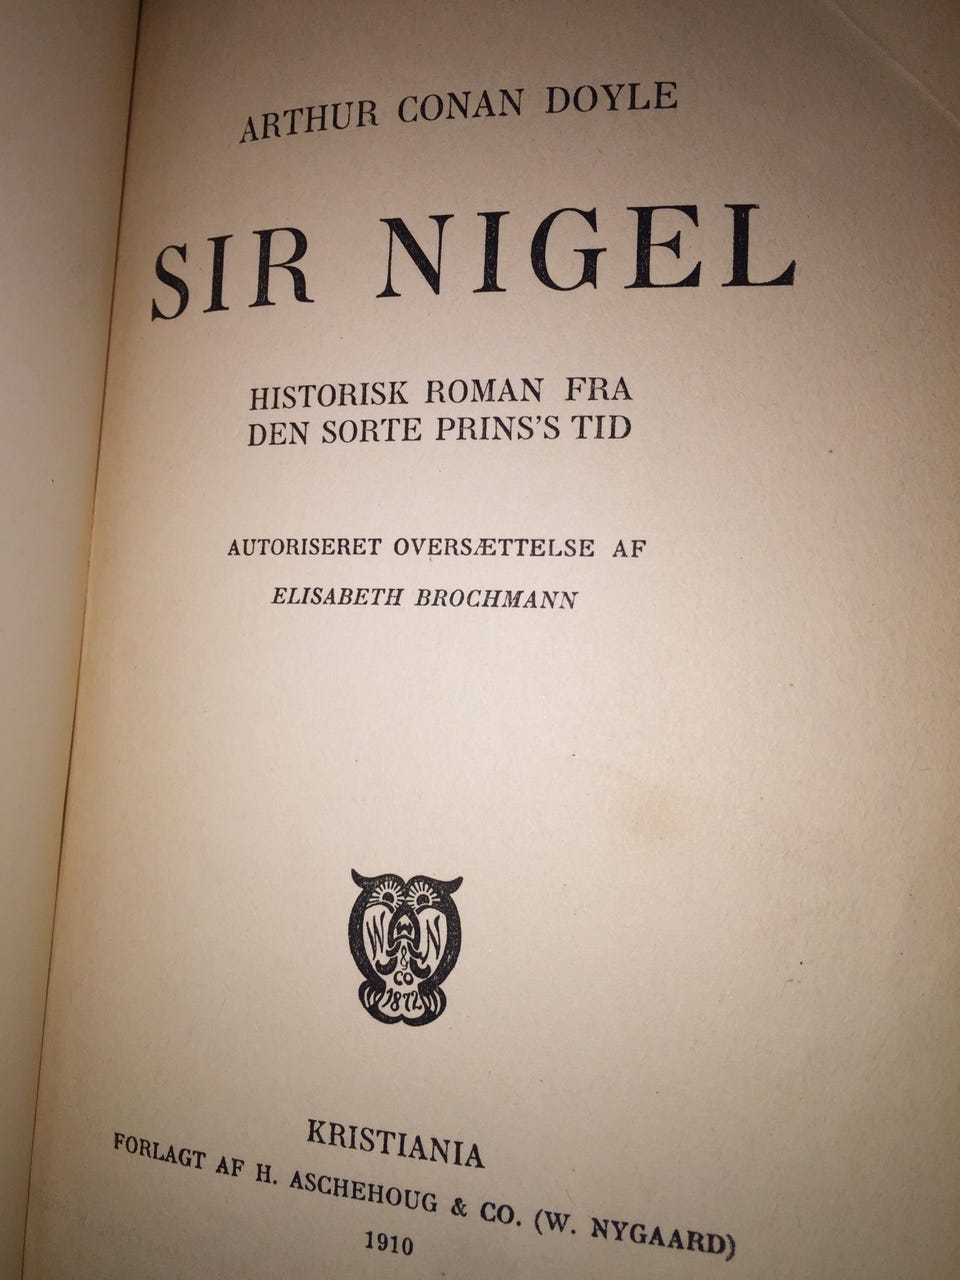 ARTHUR CONAN DOYLE
SIR NIGEL
HISTORISK ROMAN FRA
DEN SORTE PRINS'S TID
AUTORISERET OVERSÆTTELSE AF
ELISABETH BROCHMANN
W N
& CO
1872
KRISTIANIA
FORLAGT AF H. ASCHEHOUG & CO. (W. NYGAARD)
1910